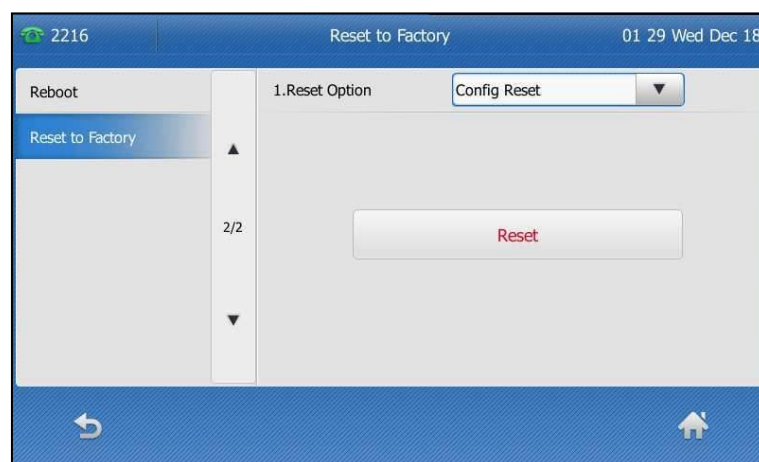 2216 Reset to Factory 01 29 Wed Dec 18
Reboot
Reset to Factory
2/2
1.Reset Option Config Reset
Reset